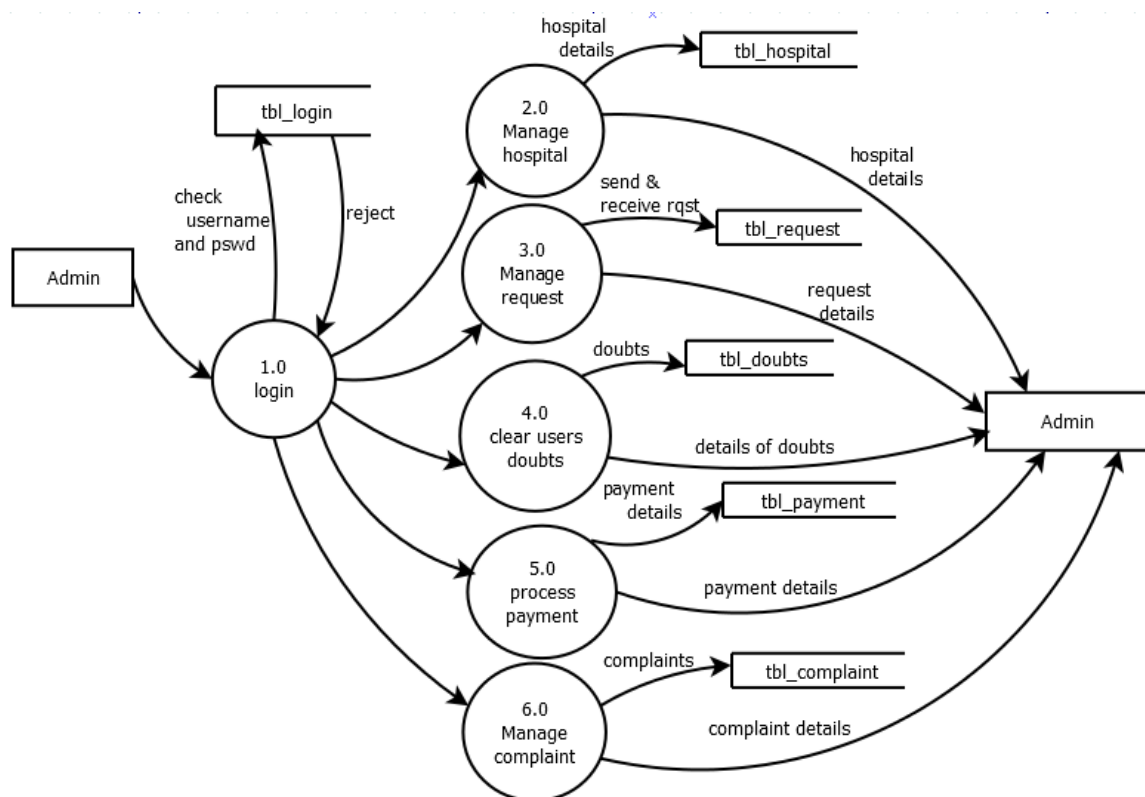 hospital
details
tbl_hospital
tbl_login
2.0
Manage
hospital
hospital
details
check
username
and pswd
reject
send &
receive rqst
tbl_request
3.0
Manage
request
Admin
request
details
1.0
login
doubts
tbl_doubts
4.0
clear users
doubts
Admin
details of doubts
payment
details
tbl_payment
5.0
process
payment
payment details
complaints
tbl_complaint
6.0
Manage
complaint
complaint details